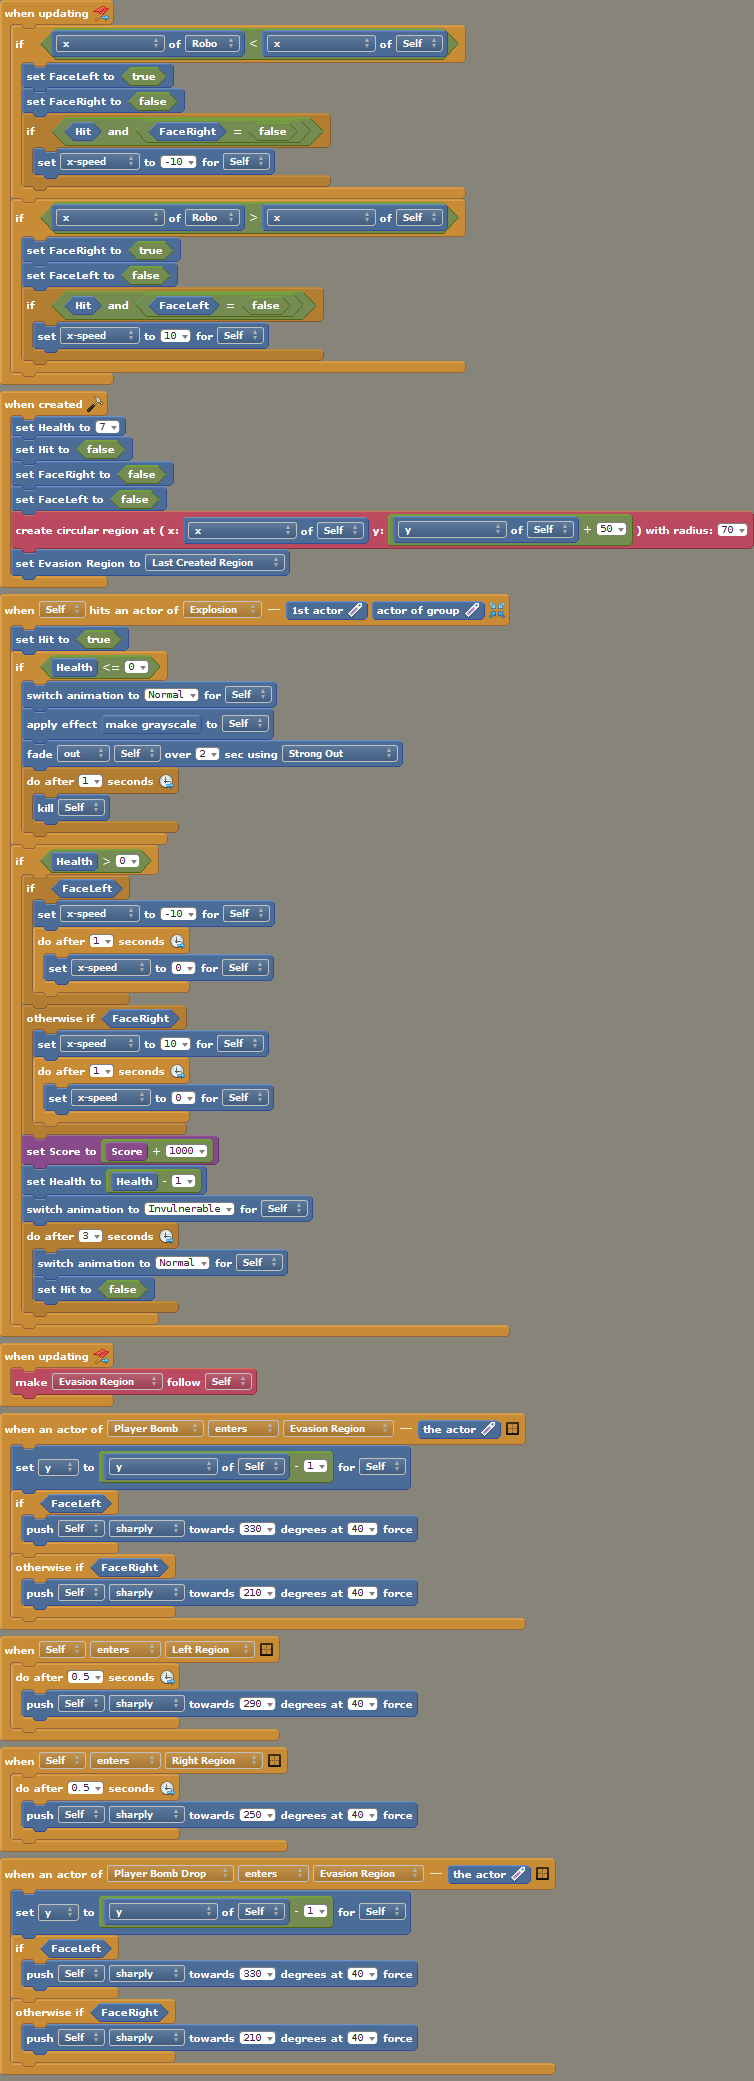 when updating
if x of Robo < x of Self
set FaceLeft to true
set FaceRight to false
if Hit and FaceRight = false
set x-speed to -10 for Self
if x of Robo > x of Self
set FaceRight to true
set FaceLeft to false
if Hit and FaceLeft = false
set x-speed to 10 for Self
when created
set Health to 7
set Hit to false
set FaceRight to false
set FaceLeft to false
create circular region at ( x: x of Self y: y of Self + 50 ) with radius: 70
set Evasion Region to Last Created Region
when Self hits an actor of Explosion — 1st actor actor of group
set Hit to true
if Health <= 0
switch animation to Normal for Self
apply effect make grayscale to Self
fade out Self over 2 sec using Strong Out
do after 1 seconds
kill Self
if Health > 0
if FaceLeft
set x-speed to -10 for Self
do after 1 seconds
set x-speed to 0 for Self
otherwise if FaceRight
set x-speed to 10 for Self
do after 1 seconds
set x-speed to 0 for Self
set Score to Score + 1000
set Health to Health - 1
switch animation to Invulnerable for Self
do after 3 seconds
switch animation to Normal for Self
set Hit to false
when updating
make Evasion Region follow Self
when an actor of Player Bomb enters Evasion Region — the actor
set y to y of Self - 1 for Self
if FaceLeft
push Self sharply towards 330 degrees at 40 force
otherwise if FaceRight
push Self sharply towards 210 degrees at 40 force
when Self enters Left Region
do after 0.5 seconds
push Self sharply towards 290 degrees at 40 force
when Self enters Right Region
do after 0.5 seconds
push Self sharply towards 250 degrees at 40 force
when an actor of Player Bomb Drop enters Evasion Region — the actor
set y to y of Self - 1 for Self
if FaceLeft
push Self sharply towards 330 degrees at 40 force
otherwise if FaceRight
push Self sharply towards 210 degrees at 40 force